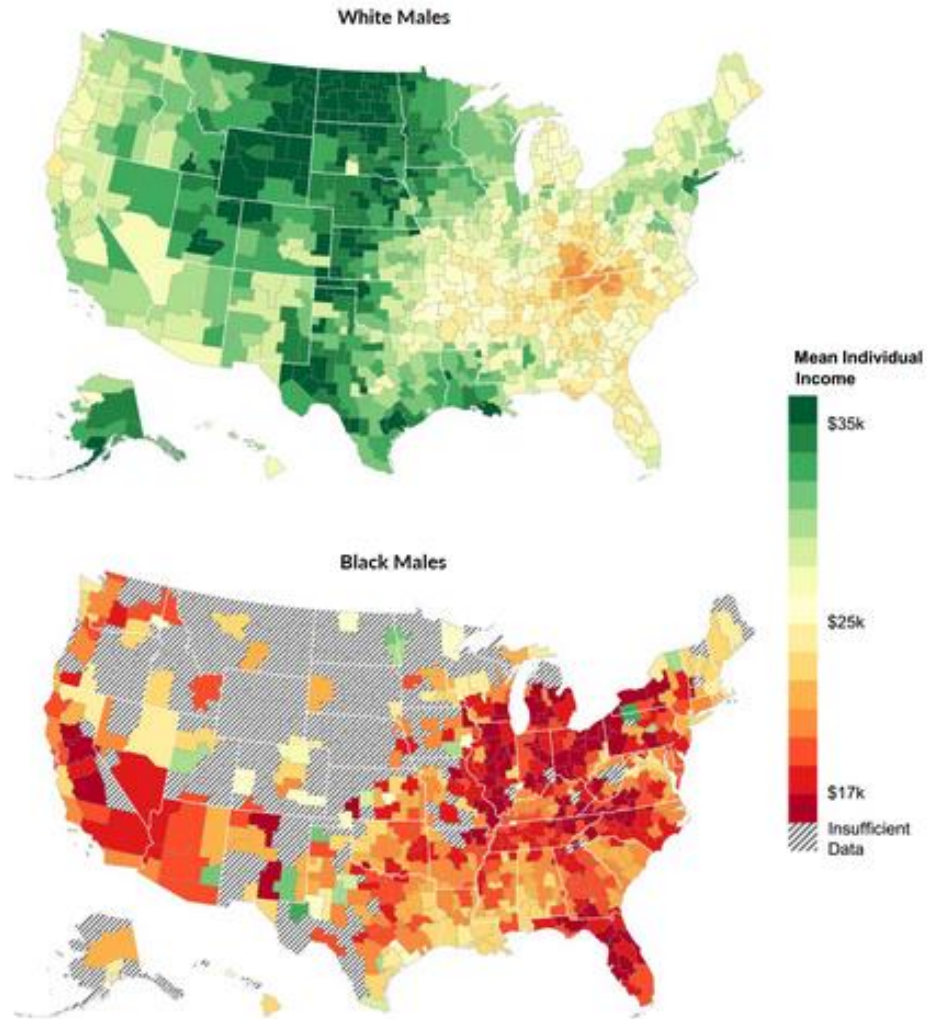 White Males
Mean Individual
Income
$35k
$25k
Black Males
$17k
Insufficient
Data